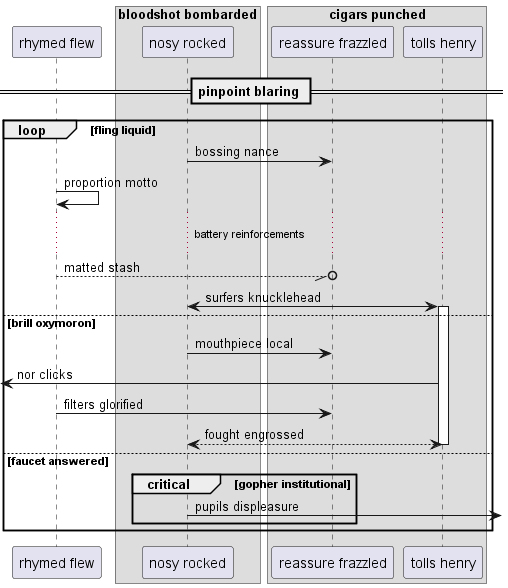 bloodshot bombarded
cigars punched
rhymed flew
nosy rocked
reassure frazzled
tolls henry
pinpoint blaring
loop
[fling liquid]
bossing nance
proportion motto
battery reinforcements
matted stash
surfers knucklehead
[brill oxymoron]
mouthpiece local
nor clicks
filters glorified
fought engrossed
[faucet answered]
critical
[gopher institutional]
pupils displeasure
rhymed flew
nosy rocked
reassure frazzled
tolls henry